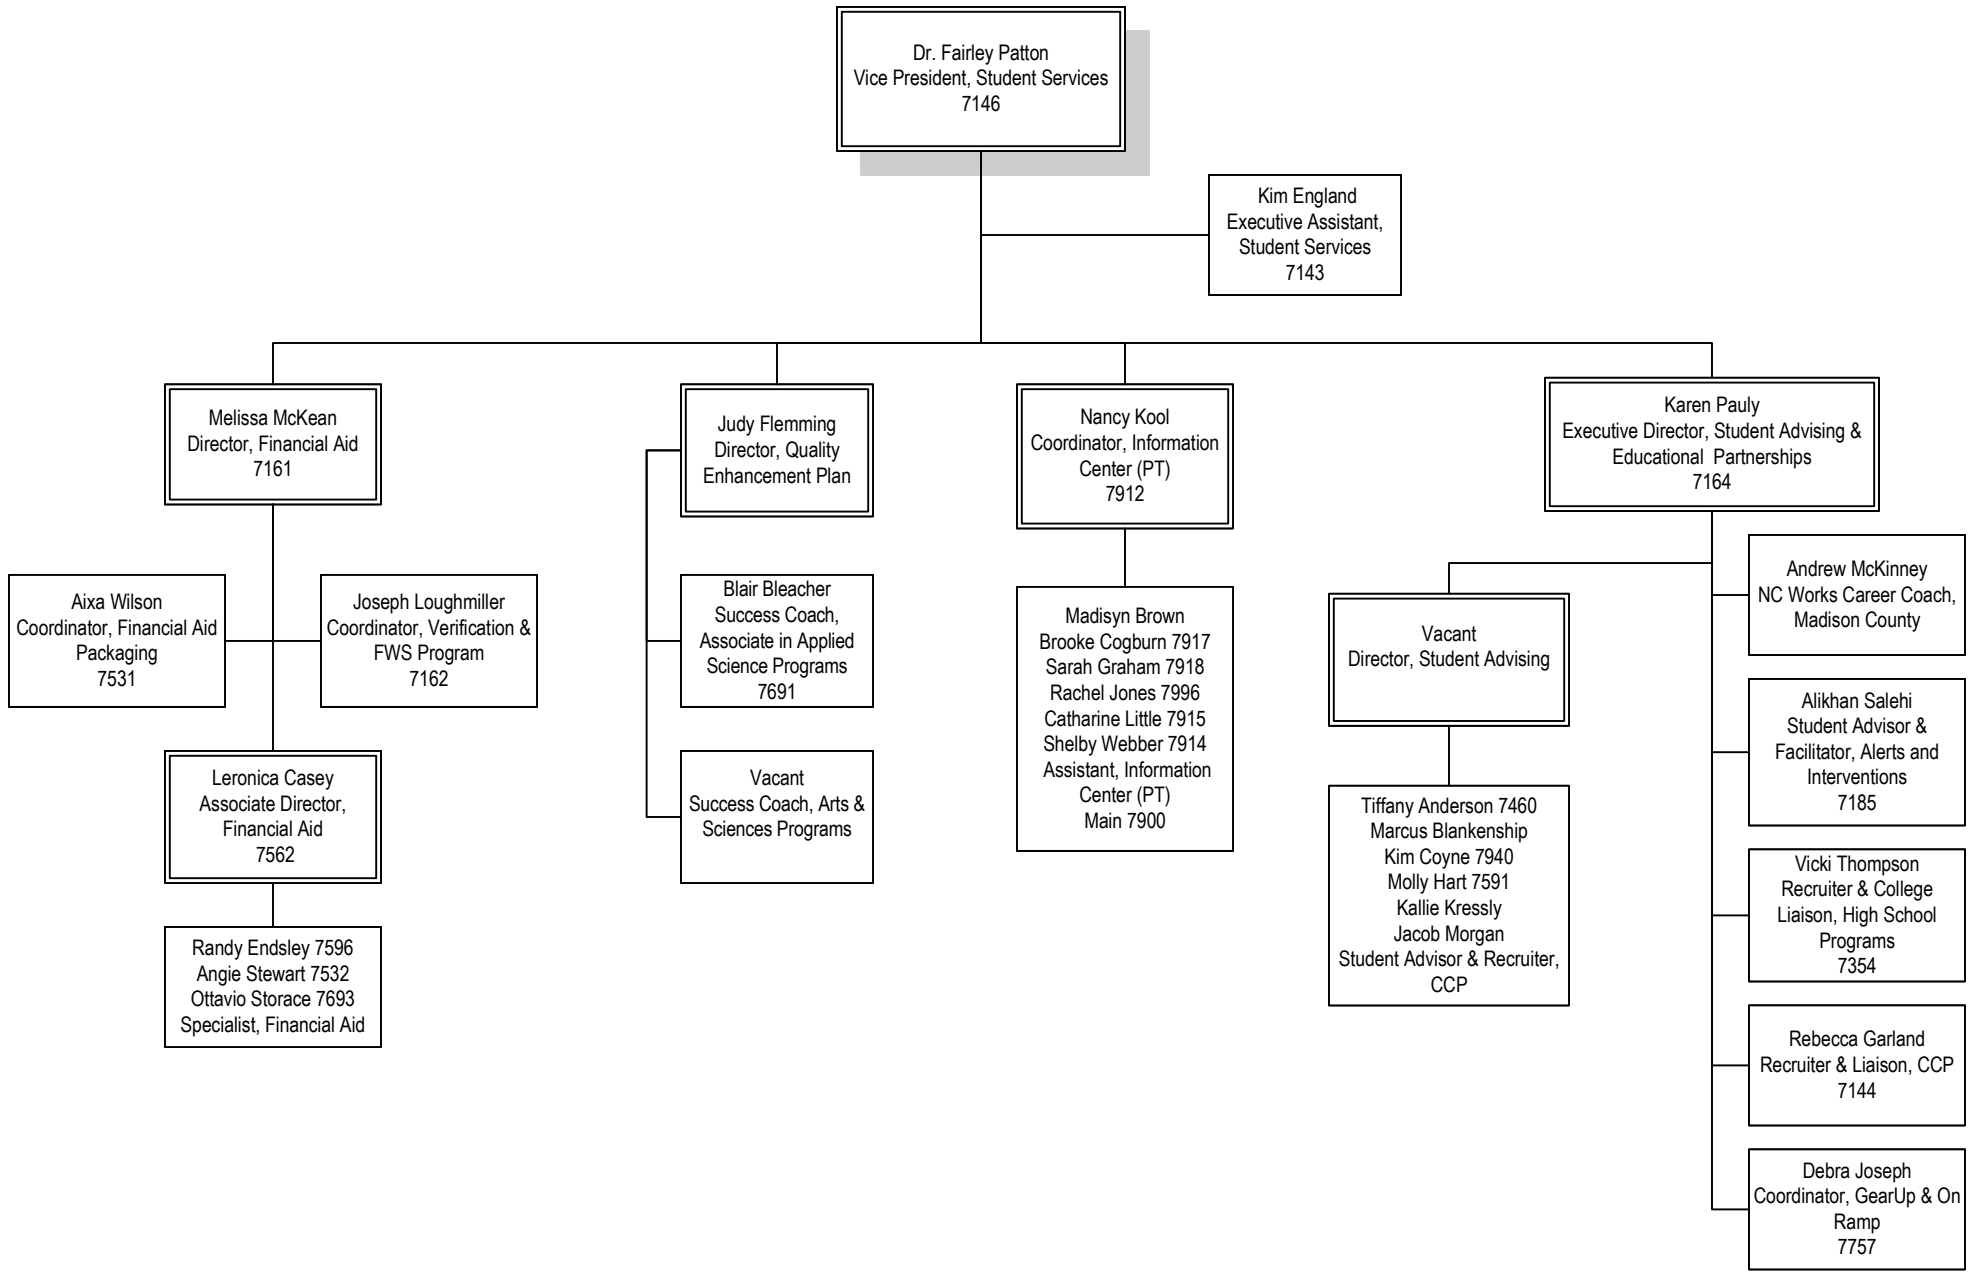 Dr. Fairley Patton
Vice President, Student Services
7146
Kim England
Executive Assistant,
Student Services
7143
Melissa McKean
Director, Financial Aid
7161
Judy Flemming
Director, Quality
Enhancement Plan
Nancy Kool
Coordinator, Information
Center (PT)
7912
Karen Pauly
Executive Director, Student Advising &
Educational Partnerships
7164
Aixa Wilson
Coordinator, Financial Aid
Packaging
7531
Joseph Loughmiller
Coordinator, Verification &
FWS Program
7162
Leronica Casey
Associate Director,
Financial Aid
7562
Randy Endsley 7596
Angie Stewart 7532
Ottavio Storace 7693
Specialist, Financial Aid
Blair Bleacher
Success Coach,
Associate in Applied
Science Programs
7691
Vacant
Success Coach, Arts &
Sciences Programs
Madisyn Brown
Brooke Cogburn 7917
Sarah Graham 7918
Rachel Jones 7996
Catharine Little 7915
Shelby Webber 7914
Assistant, Information
Center (PT)
Main 7900
Vacant
Director, Student Advising
Tiffany Anderson 7460
Marcus Blankenship
Kim Coyne 7940
Molly Hart 7591
Kallie Kressly
Jacob Morgan
Student Advisor & Recruiter,
CCP
Andrew McKinney
NC Works Career Coach,
Madison County
Alikhan Salehi
Student Advisor &
Facilitator, Alerts and
Interventions
7185
Vicki Thompson
Recruiter & College
Liaison, High School
Programs
7354
Rebecca Garland
Recruiter & Liaison, CCP
7144
Debra Joseph
Coordinator, GearUp & On
Ramp
7757